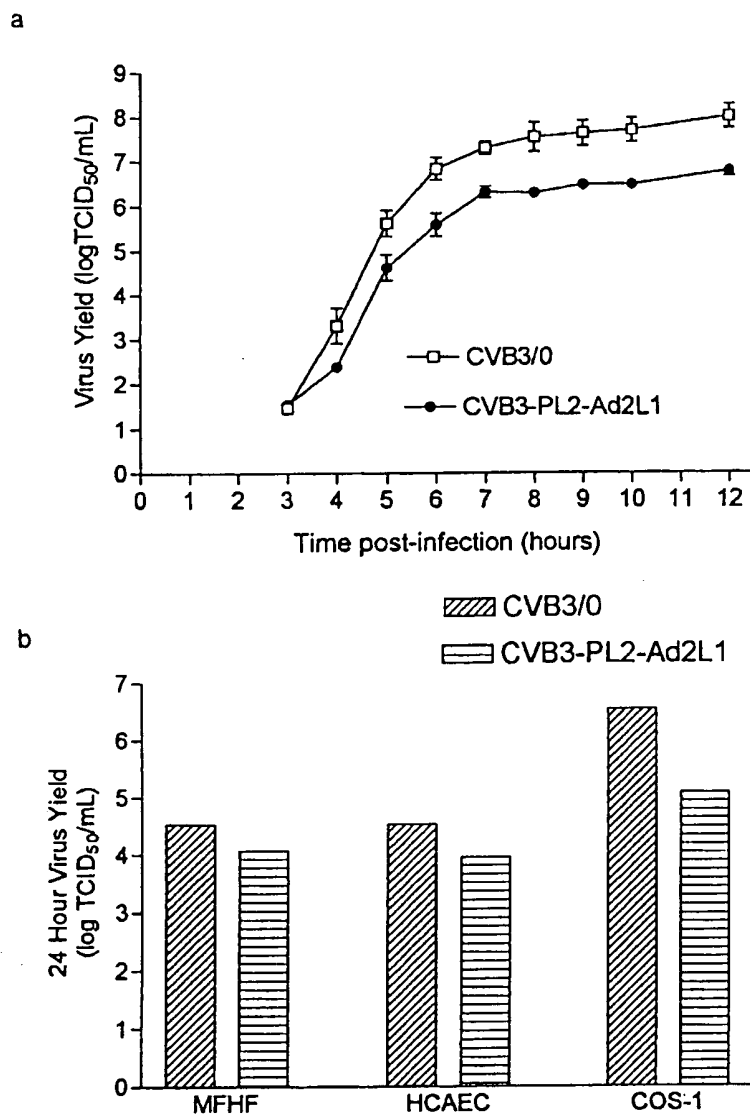 a
Virus Yield (logTCID50/mL)
9
8
7
6
5
4
3
2
1
0
CVB3/0
CVB3-PL2-Ad2L1
0 1 2 3 4 5 6 7 8 9 10 11 12
Time post-infection (hours)
CVB3/0
CVB3-PL2-Ad2L1
b
24 Hour Virus Yield
(log TCID50/mL)
7
6
5
4
3
2
1
0
MFHF HCAEC COS-1